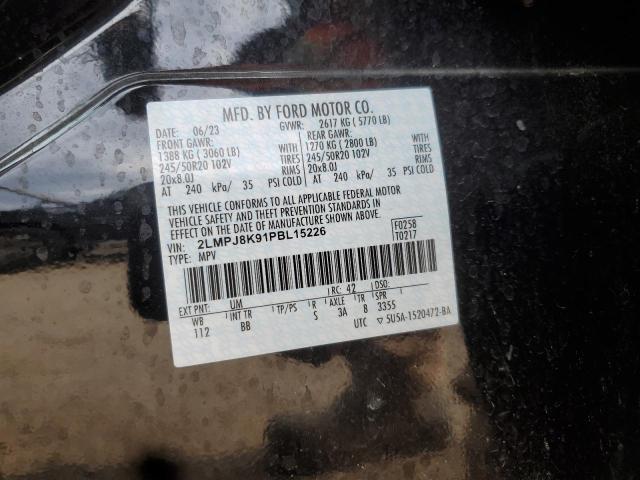 MFD. BY FORD MOTOR CO.
DATE: 06/23 GVWR: 2617 KG ( 5770 LB)
FRONT GAWR: REAR GAWR:
1388 KG ( 3060 LB) WITH 1270 KG ( 2800 LB) WITH
245/50R20 102V TIRES 245/50R20 102V TIRES
20x8.0J RIMS 20x8.0J RIMS
AT 240 kPa/ 35 PSI COLD AT 240 kPa/ 35 PSI COLD
THIS VEHICLE CONFORMS TO ALL APPLICABLE FEDERAL MOTOR
VEHICLE SAFETY AND THEFT PREVENTION STANDARDS IN
EFFECT ON THE DATE OF MANUFACTURE SHOWN ABOVE.
VIN: 2LMPJ8K91PBL15226 F0258
TYPE: MPV T0217
EXT PNT: UM RC: 42 DSO:
WB INT TR TP/PS R AXLE TR SPR
112 BB S 3A B 3355
UTC ▽ 5U5A-1520472-BA